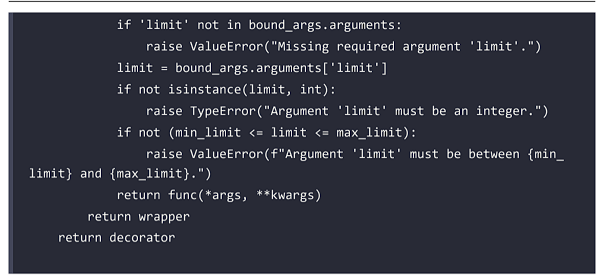 if 'limit' not in bound_args.arguments:
raise ValueError("Missing required argument 'limit'.")
limit = bound_args.arguments['limit']
if not isinstance(limit, int):
raise TypeError("Argument 'limit' must be an integer.")
if not (min_limit <= limit <= max_limit):
raise ValueError(f"Argument 'limit' must be between {min_
limit} and {max_limit}.")
return func(*args, **kwargs)
return wrapper
return decorator